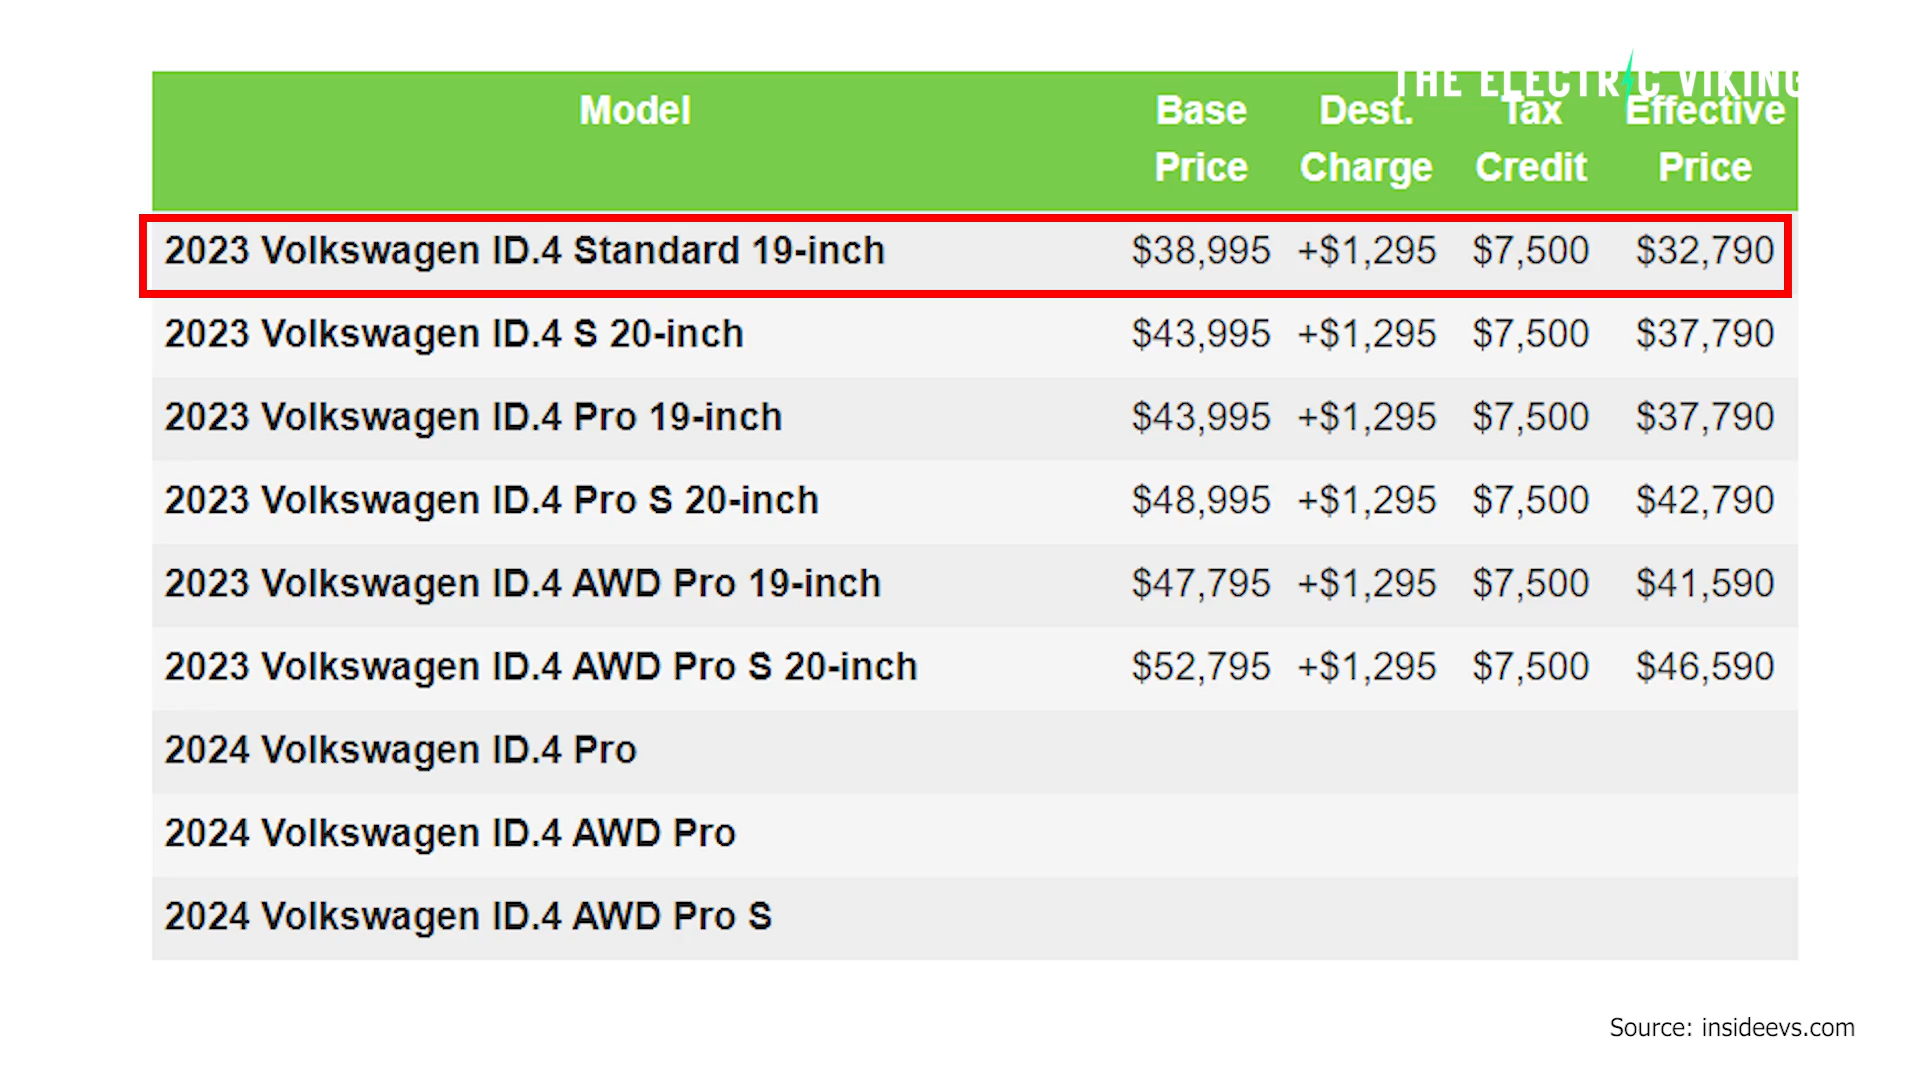 THE ELECTRIC VIKING
Model Base Price Dest. Charge Tax Credit Effective Price
2023 Volkswagen ID.4 Standard 19-inch $38,995 +$1,295 $7,500 $32,790
2023 Volkswagen ID.4 S 20-inch $43,995 +$1,295 $7,500 $37,790
2023 Volkswagen ID.4 Pro 19-inch $43,995 +$1,295 $7,500 $37,790
2023 Volkswagen ID.4 Pro S 20-inch $48,995 +$1,295 $7,500 $42,790
2023 Volkswagen ID.4 AWD Pro 19-inch $47,795 +$1,295 $7,500 $41,590
2023 Volkswagen ID.4 AWD Pro S 20-inch $52,795 +$1,295 $7,500 $46,590
2024 Volkswagen ID.4 Pro
2024 Volkswagen ID.4 AWD Pro
2024 Volkswagen ID.4 AWD Pro S
Source: insideevs.com